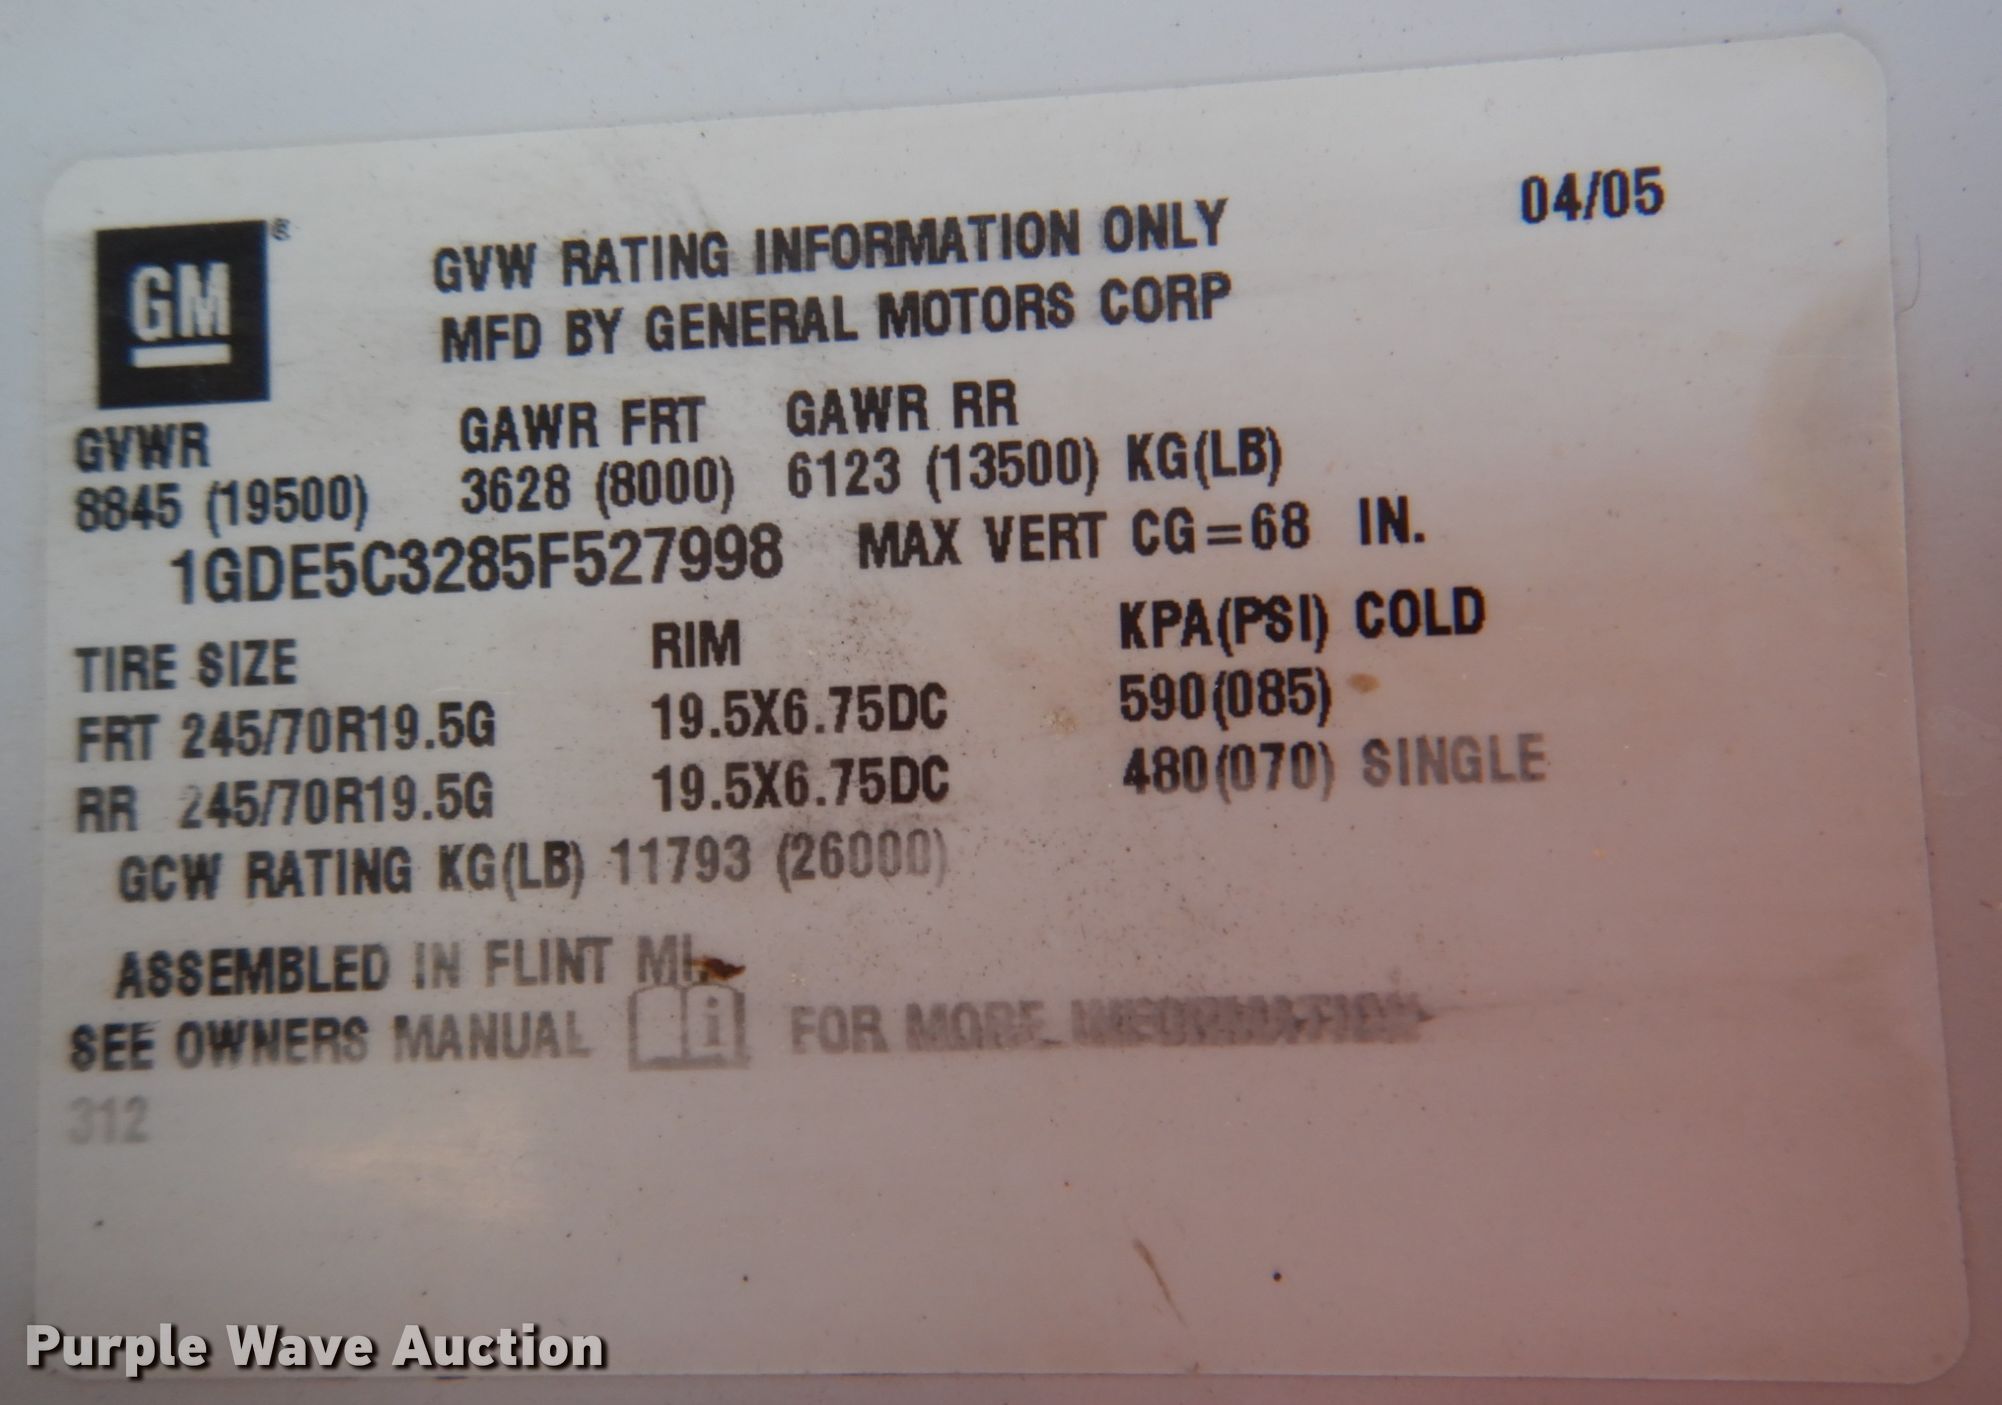 GM®
GVW RATING INFORMATION ONLY
04/05
MFD BY GENERAL MOTORS CORP
GVWR GAWR FRT GAWR RR
8845 (19500) 3628 (8000) 6123 (13500) KG(LB)
1GDE5C3285F527998 MAX VERT CG=68 IN.
TIRE SIZE RIM KPA(PSI) COLD
FRT 245/70R19.5G 19.5X6.75DC 590(085)
RR 245/70R19.5G 19.5X6.75DC 480(070) SINGLE
GCW RATING KG(LB) 11793 (26000)
ASSEMBLED IN FLINT MI.
SEE OWNERS MANUAL i FOR MORE INFORMATION
312
Purple Wave Auction